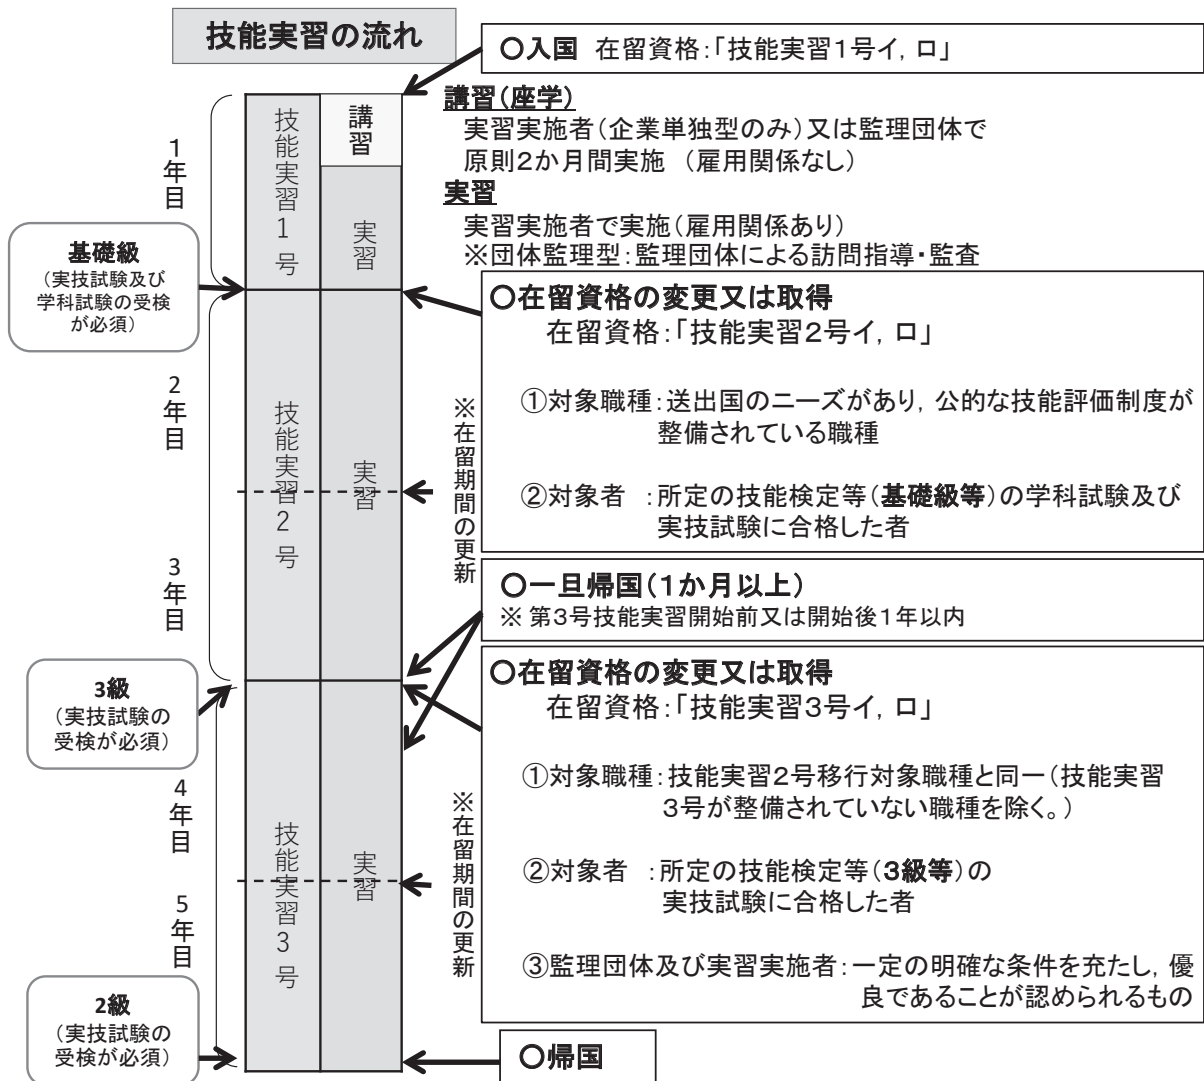 技能実習の流れ
○入国 在留資格:「技能実習1号イ, ロ」
講習(座学)
実習実施者(企業単独型のみ)又は監理団体で
原則2か月間実施 (雇用関係なし)
実習
実習実施者で実施(雇用関係あり)
※団体監理型:監理団体による訪問指導・監査
1年目
技能実習1号
講習
実習
基礎級
(実技試験及び
学科試験の受検
が必須)
○在留資格の変更又は取得
在留資格:「技能実習2号イ, ロ」
①対象職種:送出国のニーズがあり, 公的な技能評価制度が
整備されている職種
②対象者 :所定の技能検定等(基礎級等)の学科試験及び
実技試験に合格した者
2年目
技能実習2号
実習
※在留期間の更新
3年目
○一旦帰国(1か月以上)
※ 第3号技能実習開始前又は開始後1年以内
3級
(実技試験の
受検が必須)
○在留資格の変更又は取得
在留資格:「技能実習3号イ, ロ」
①対象職種:技能実習2号移行対象職種と同一(技能実習
3号が整備されていない職種を除く。)
②対象者 :所定の技能検定等(3級等)の
実技試験に合格した者
③監理団体及び実習実施者:一定の明確な条件を充たし, 優
良であることが認められるもの
4年目
技能実習3号
実習
※在留期間の更新
5年目
2級
(実技試験の
受検が必須)
○帰国